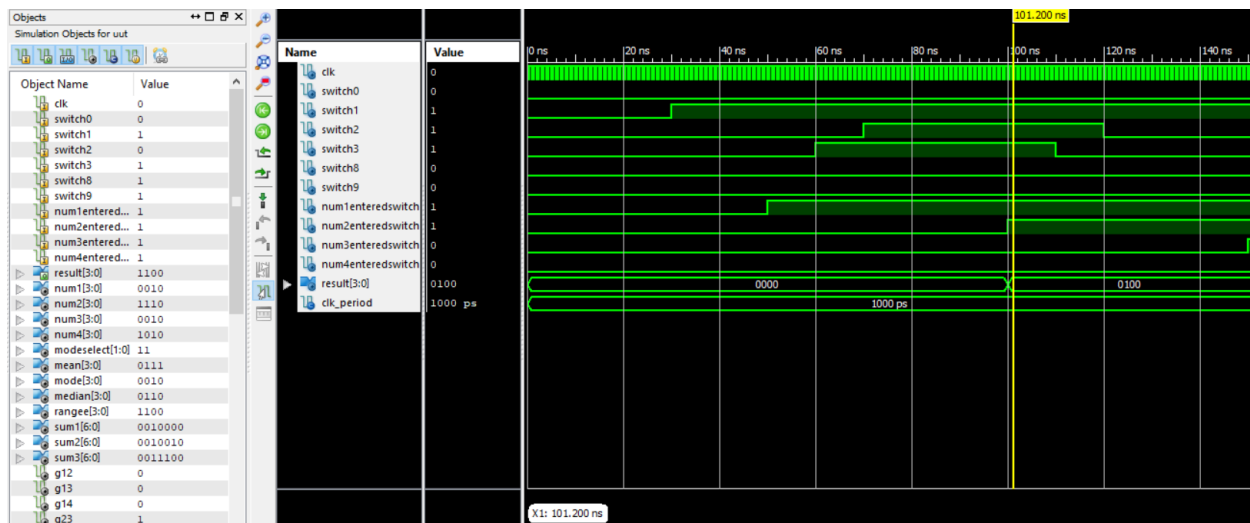 Objects
Simulation Objects for uut
Object Name Value
clk 0
switch0 0
switch1 1
switch2 0
switch3 1
switch8 1
switch9 1
num1entered... 1
num2entered... 1
num3entered... 1
num4entered... 1
result[3:0] 1100
num1[3:0] 0010
num2[3:0] 1110
num3[3:0] 0010
num4[3:0] 1010
modeselect[1:0] 11
mean[3:0] 0111
mode[3:0] 0010
median[3:0] 0110
rangee[3:0] 1100
sum1[6:0] 0010000
sum2[6:0] 0010010
sum3[6:0] 0011100
g12 0
g13 0
g14 0
g23 1
Name Value
clk 0
switch0 0
switch1 1
switch2 1
switch3 1
switch8 0
switch9 0
num1enteredswitch 1
num2enteredswitch 1
num3enteredswitch 0
num4enteredswitch 0
result[3:0] 0100
clk_period 1000 ps
101.200 ns
0 ns 20 ns 40 ns 60 ns 80 ns 100 ns 120 ns 140 ns
0000 0100
1000 ps
X1: 101.200 ns